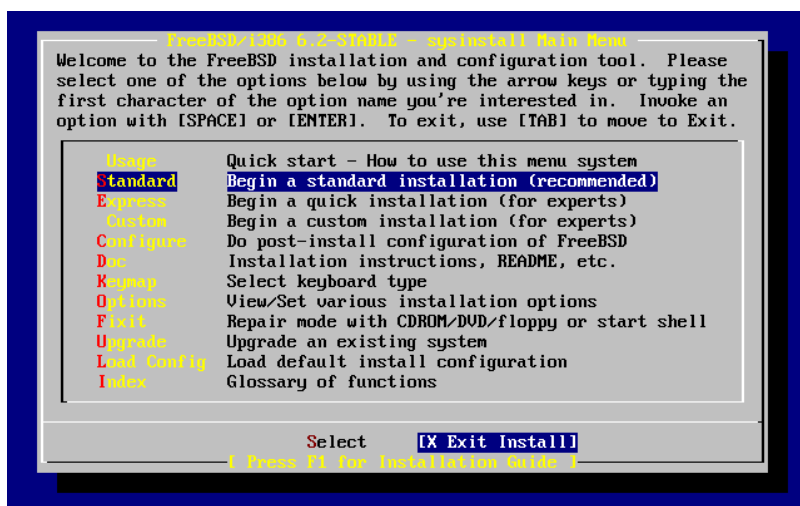 FreeBSD/i386 6.2-STABLE - sysinstall Main Menu
Welcome to the FreeBSD installation and configuration tool.  Please
select one of the options below by using the arrow keys or typing the
first character of the option name you're interested in.  Invoke an
option with [SPACE] or [ENTER].  To exit, use [TAB] to move to Exit.
Usage Quick start - How to use this menu system
Standard Begin a standard installation (recommended)
Express Begin a quick installation (for experts)
Custom Begin a custom installation (for experts)
Configure Do post-install configuration of FreeBSD
Doc Installation instructions, README, etc.
Keymap Select keyboard type
Options View/Set various installation options
Fixit Repair mode with CDROM/DVD/floppy or start shell
Upgrade Upgrade an existing system
Load Config Load default install configuration
Index Glossary of functions
Select [X Exit Install]
[ Press F1 for Installation Guide ]